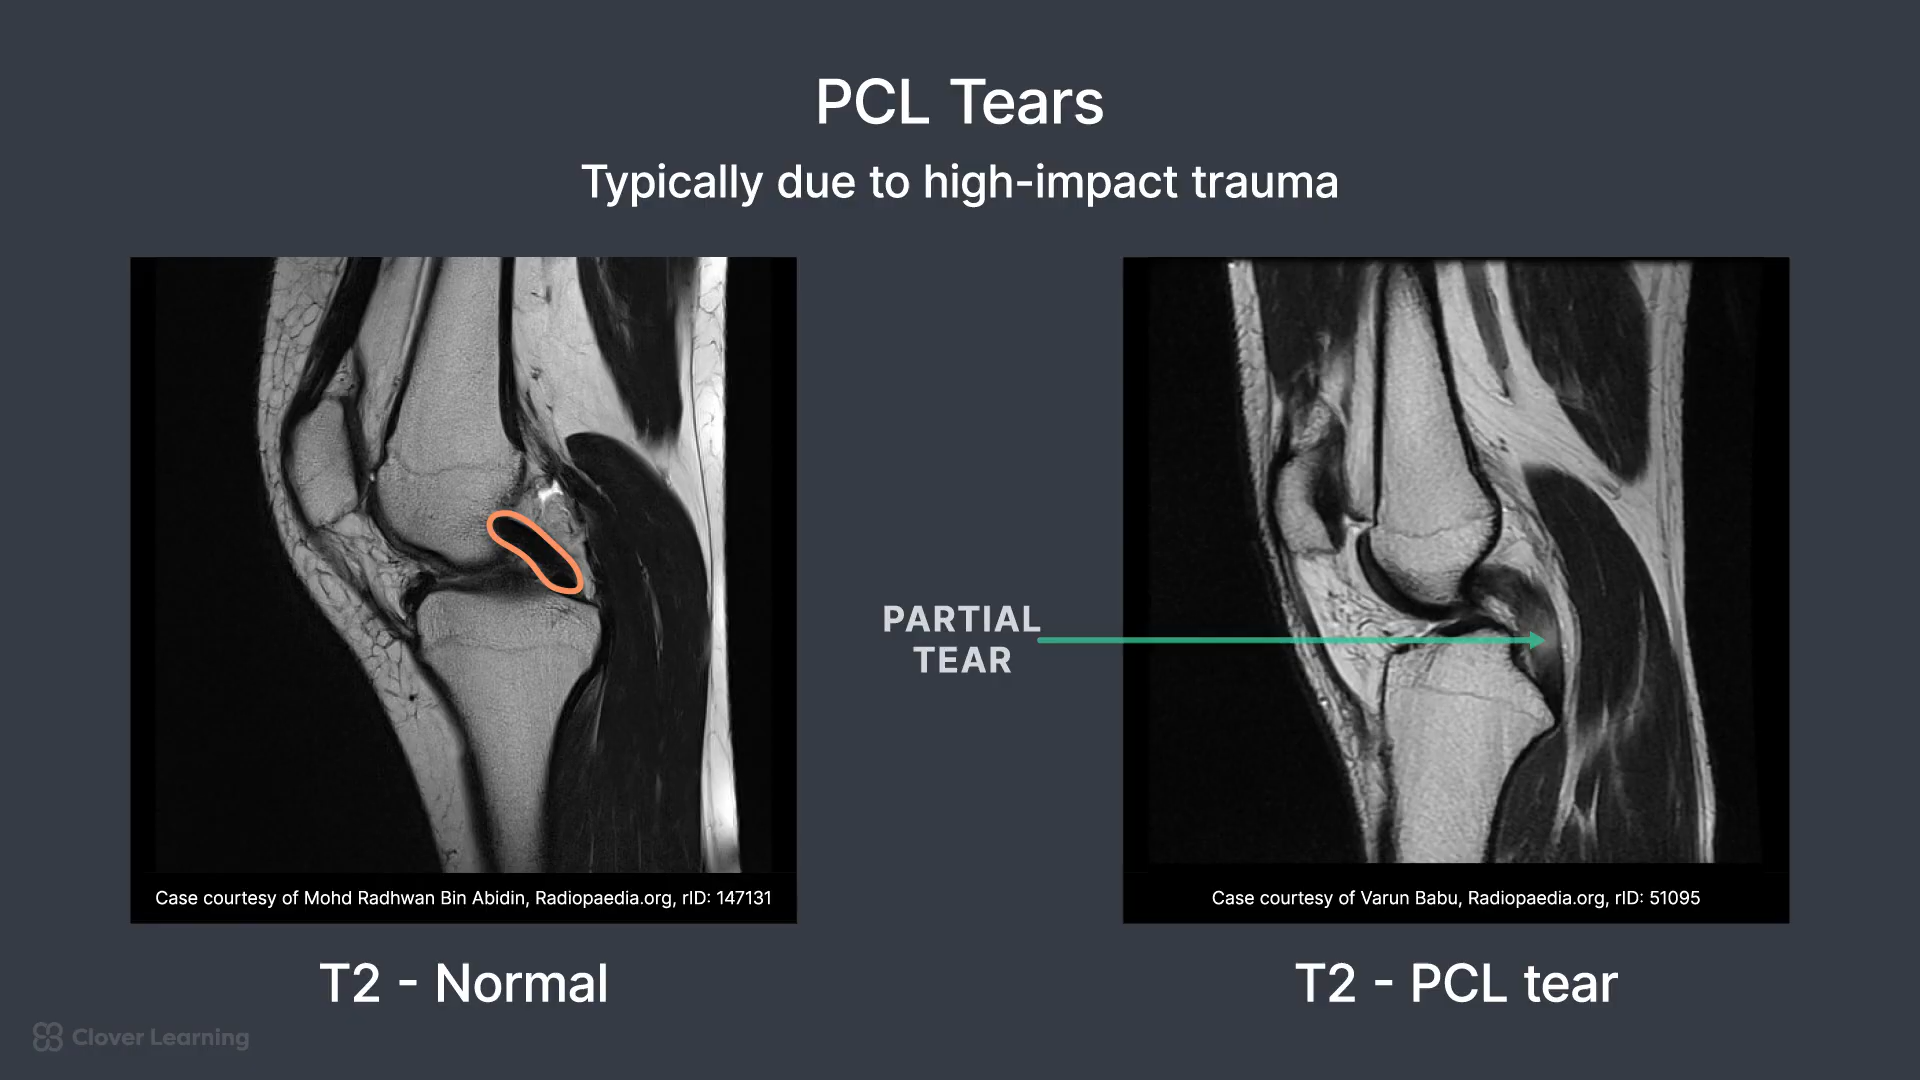 PCL Tears
Typically due to high-impact trauma
PARTIAL
TEAR
Case courtesy of Mohd Radhwan Bin Abidin, Radiopaedia.org, rID: 147131
Case courtesy of Varun Babu, Radiopaedia.org, rID: 51095
T2 - Normal
T2 - PCL tear
Clover Learning